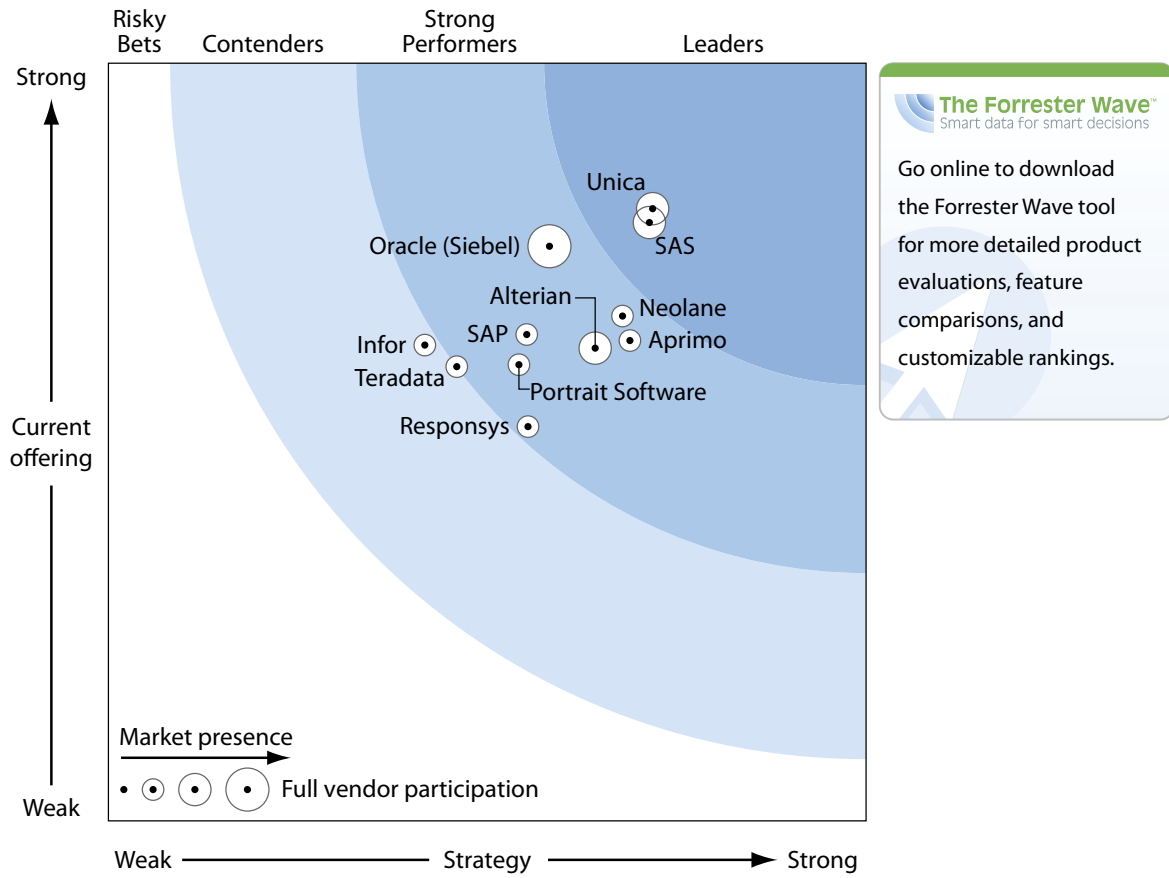 Risky
Bets
Contenders
Strong
Performers
Leaders
Strong
The Forrester Wave™
Smart data for smart decisions
Go online to download
the Forrester Wave tool
for more detailed product
evaluations, feature
comparisons, and
customizable rankings.
Unica
SAS
Oracle (Siebel)
Alterian
Neolane
SAP
Aprimo
Infor
Teradata
Portrait Software
Responsys
Current
offering
Market presence
Full vendor participation
Weak
Weak
Strategy
Strong